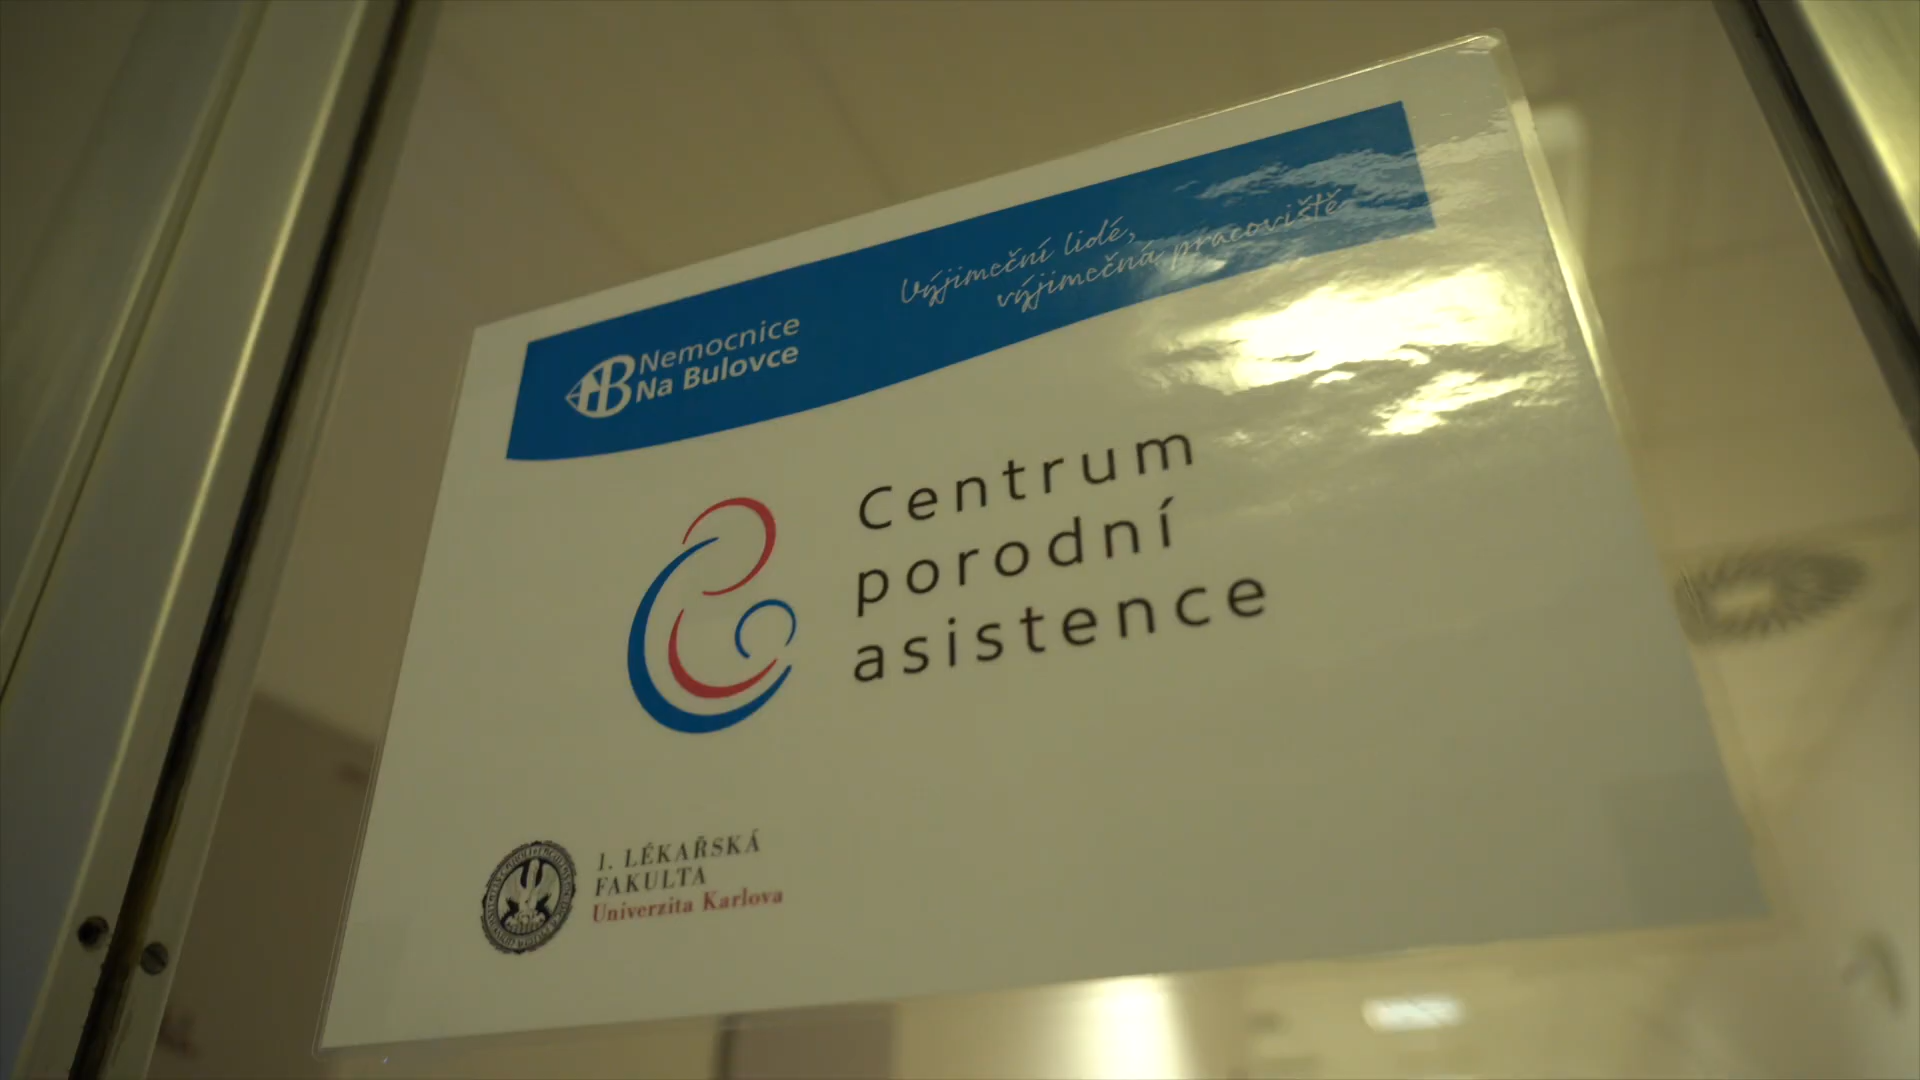 Nemocnice
Na Bulovce
Výjimeční lidé,
výjimečná pracoviště
Centrum
porodní
asistence
1. LÉKAŘSKÁ
FAKULTA
Univerzita Karlova